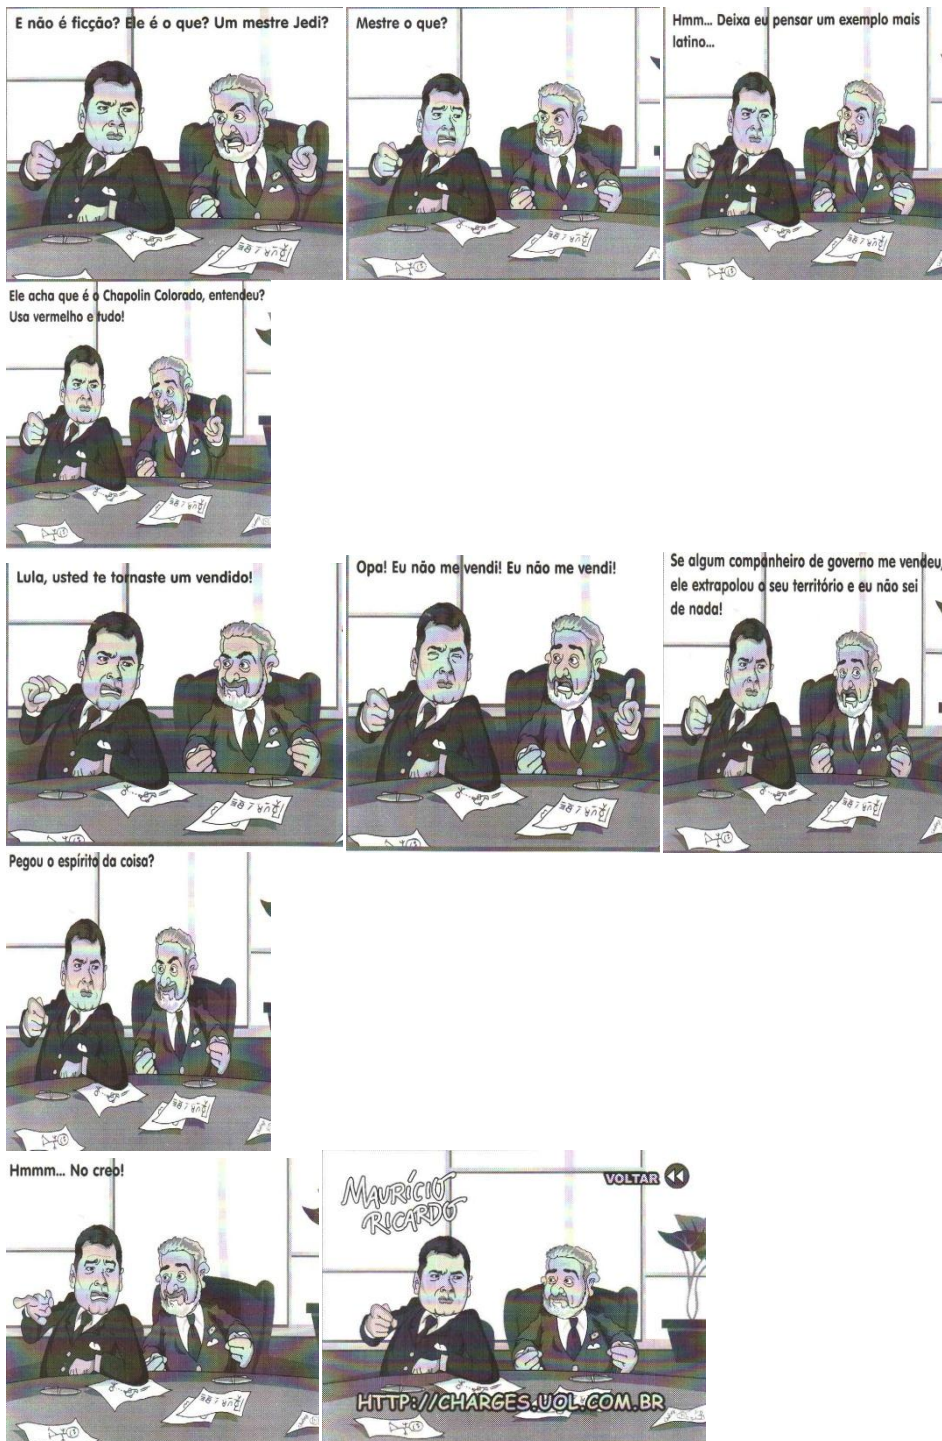 E não é ficção? Ele é o que? Um mestre Jedi?
Mestre o que?
Hmm... Deixa eu pensar um exemplo mais
latino...
Ele acha que é o Chapolin Colorado, entendeu?
Usa vermelho e tudo!
Lula, usted te tornaste um vendido!
Opa! Eu não me vendi! Eu não me vendi!
Se algum companheiro de governo me vendeu,
ele extrapolou o seu território e eu não sei
de nada!
Pegou o espírito da coisa?
Hmmm... No creo!
MAURÍCIO
RICARDO
VOLTAR
HTTP://CHARGES.UOL.COM.BR